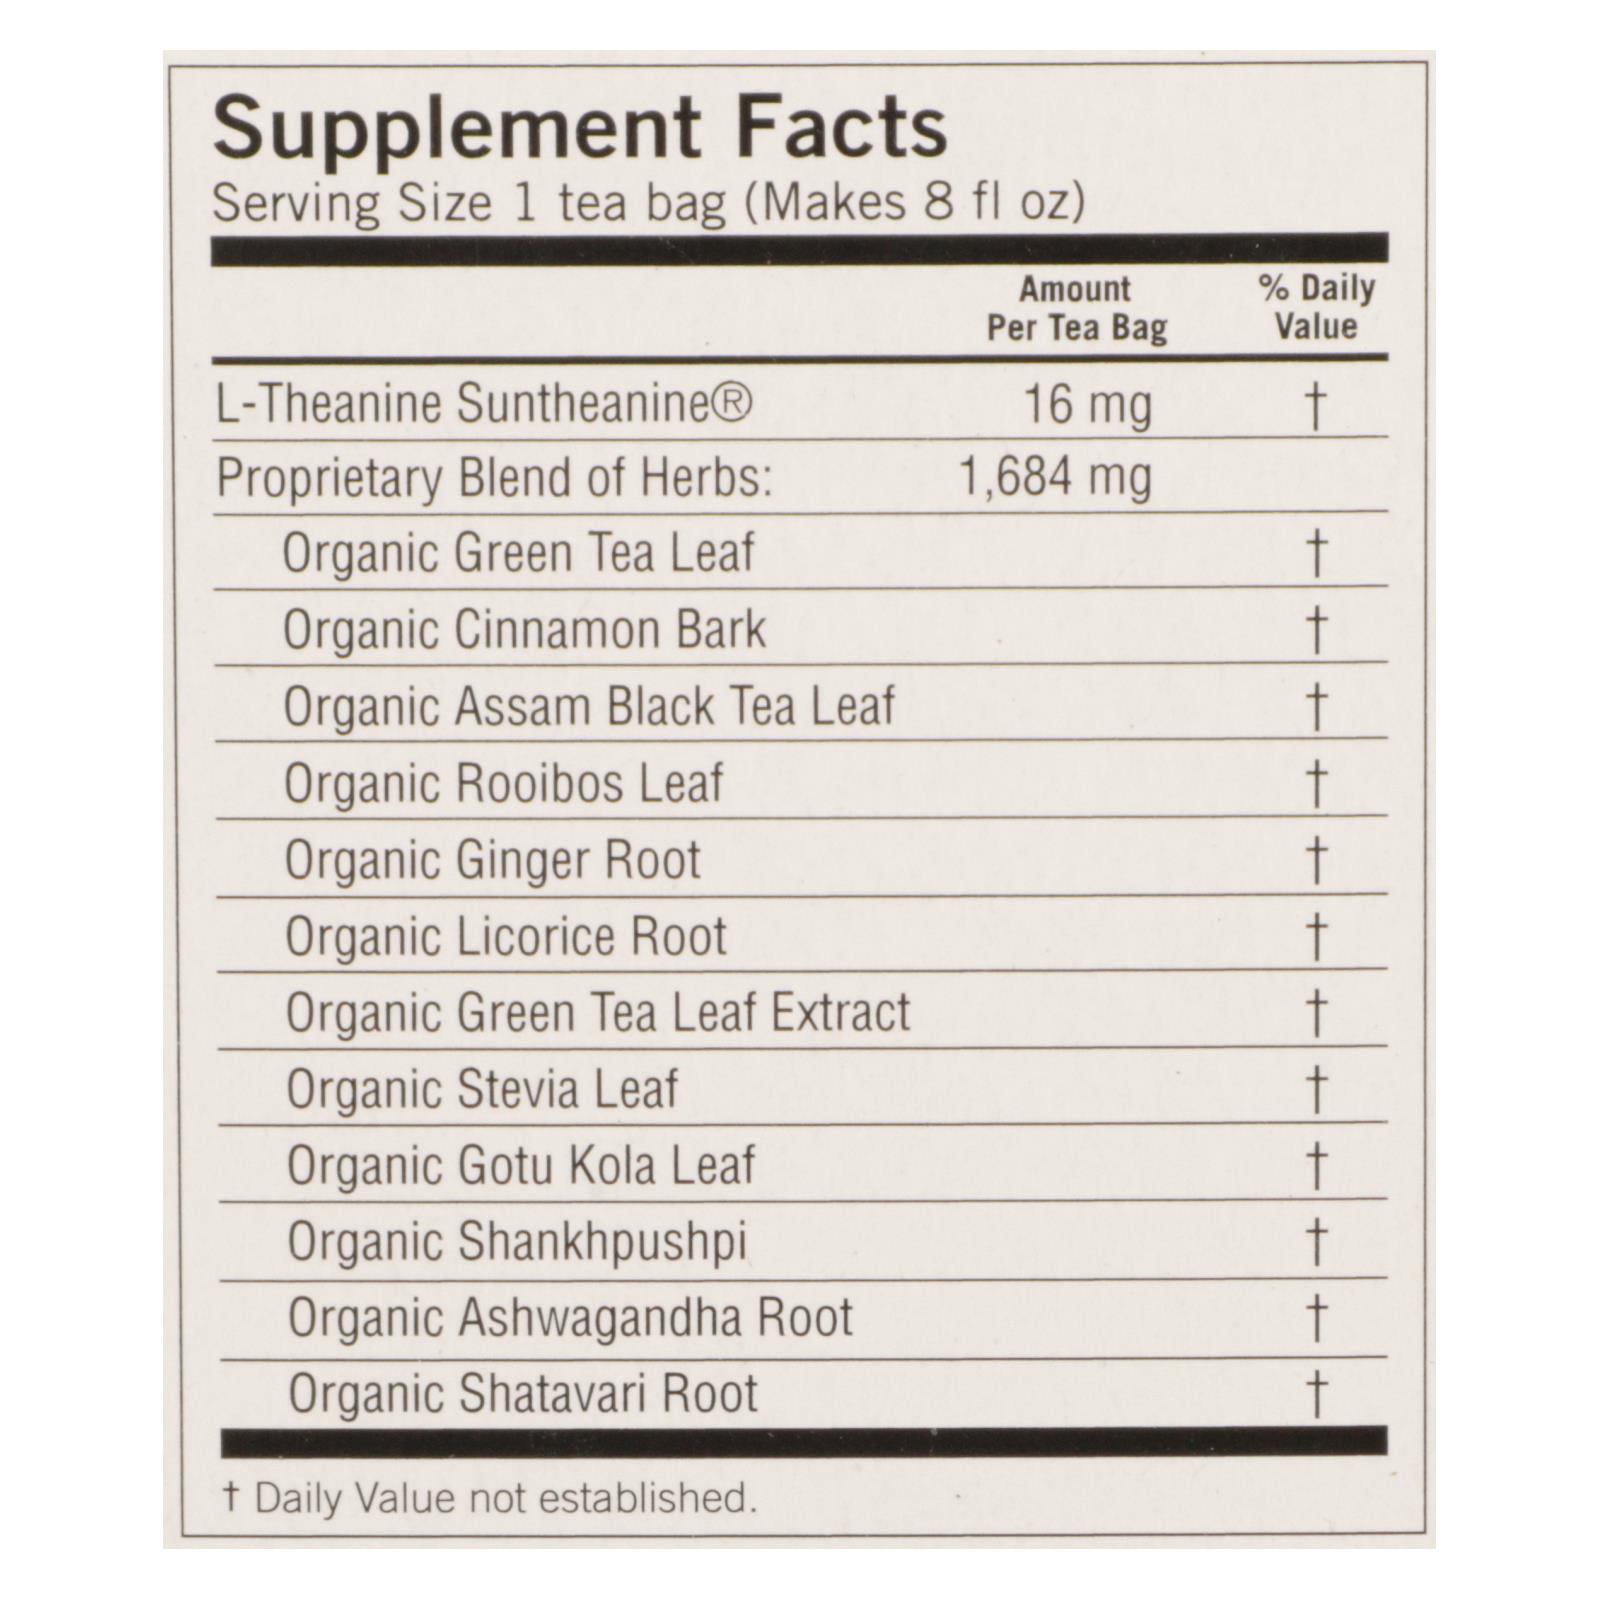 Supplement Facts
Serving Size 1 tea bag (Makes 8 fl oz)
Amount Per Tea Bag % Daily Value
L-Theanine Suntheanine® 16 mg †
Proprietary Blend of Herbs: 1,684 mg
Organic Green Tea Leaf †
Organic Cinnamon Bark †
Organic Assam Black Tea Leaf †
Organic Rooibos Leaf †
Organic Ginger Root †
Organic Licorice Root †
Organic Green Tea Leaf Extract †
Organic Stevia Leaf †
Organic Gotu Kola Leaf †
Organic Shankhpushpi †
Organic Ashwagandha Root †
Organic Shatavari Root †
† Daily Value not established.